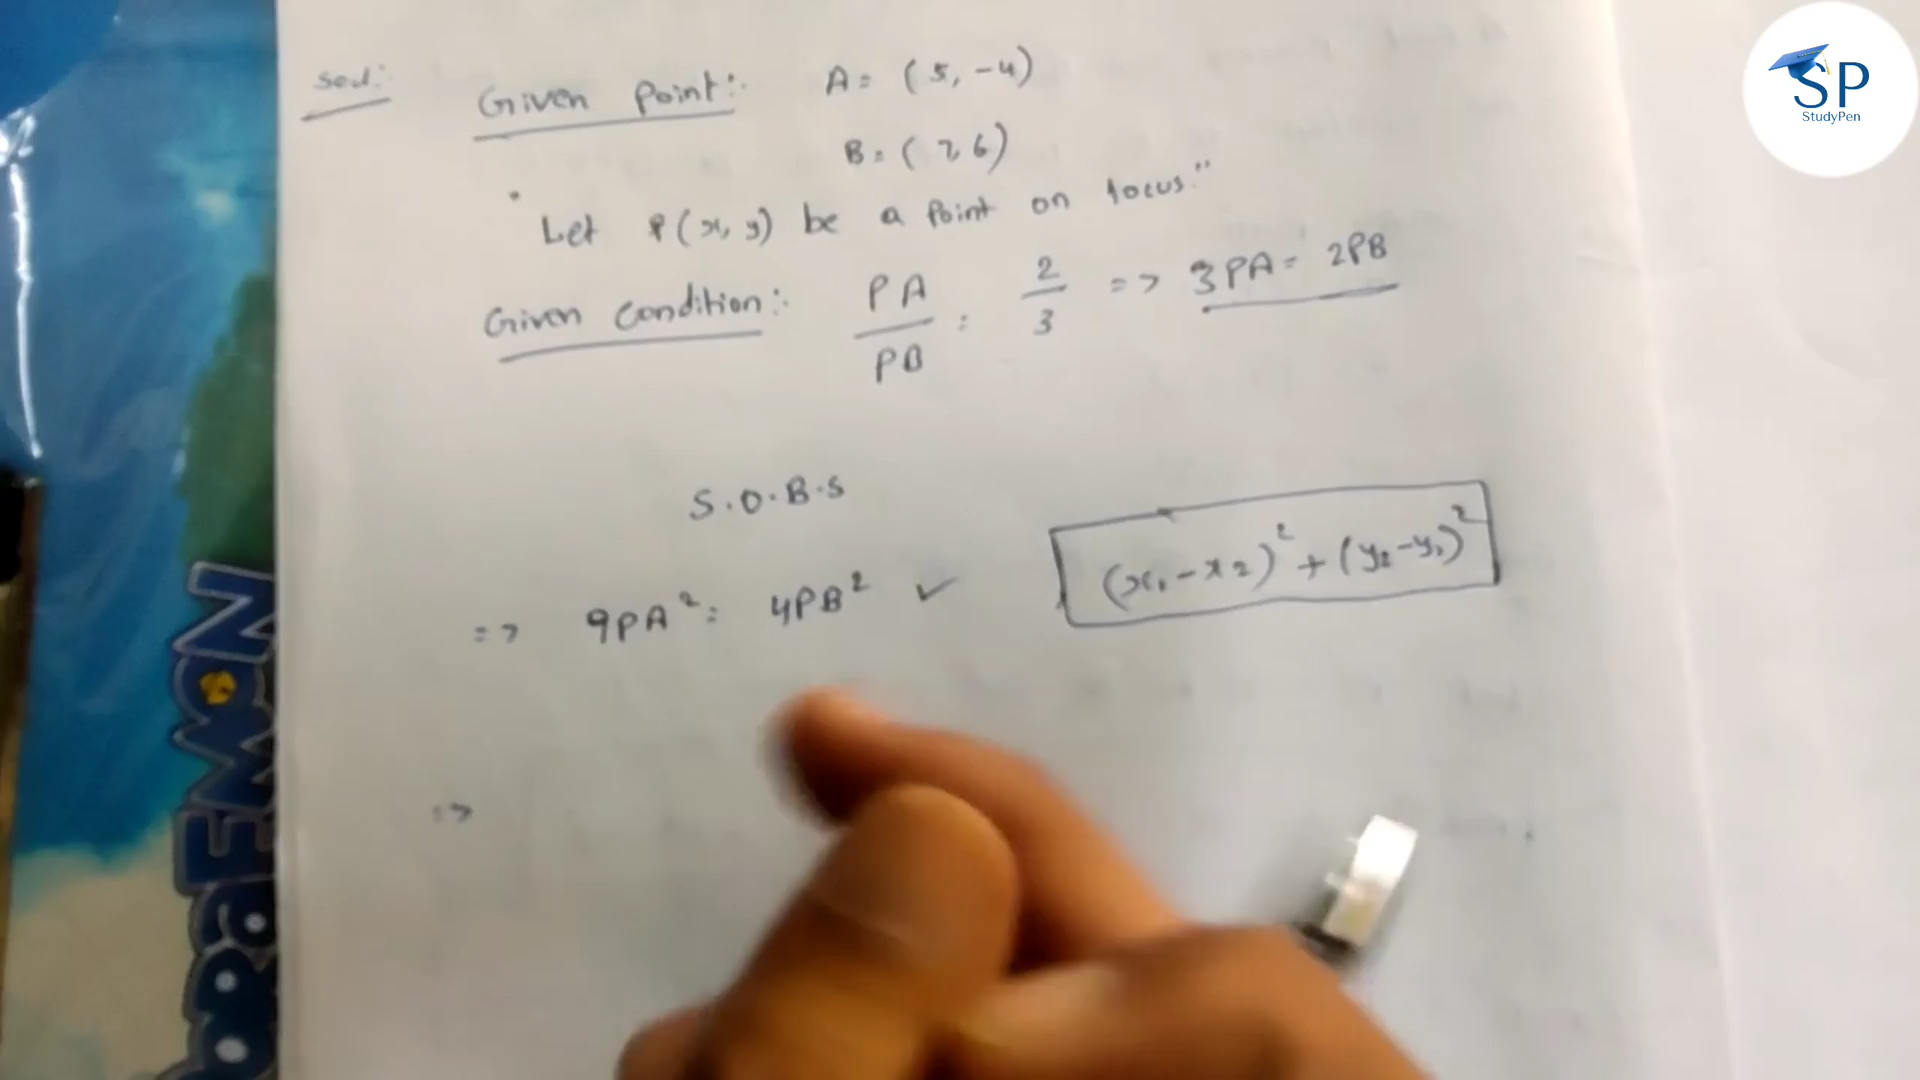 Sol:
Given Point:- A = (5, -4)
B = (7, 6)
"Let P(x, y) be a Point on locus."
Given Condition:- PA/PB = 2/3 => 3PA = 2PB
S.O.B.S
=> 9PA² = 4PB² ✓
(x₁ - x₂)² + (y₂ - y₁)²
=>
SP
StudyPen
DORAEMON